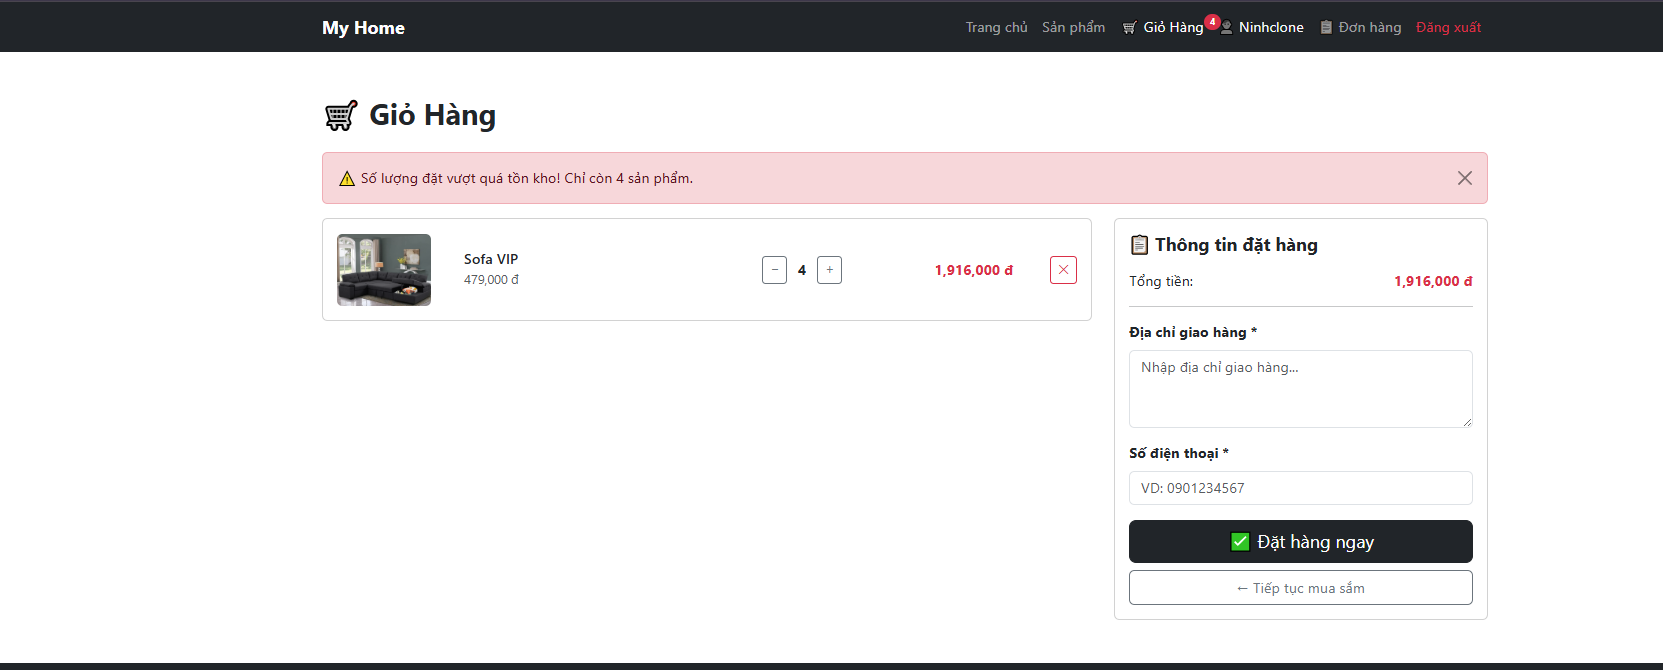 My Home
Trang chủ Sản phẩm Giỏ Hàng 4 Ninhclone Đơn hàng Đăng xuất
Giỏ Hàng
Số lượng đặt vượt quá tồn kho! Chỉ còn 4 sản phẩm.
Sofa VIP
479,000 đ
− 4 +
1,916,000 đ
Thông tin đặt hàng
Tổng tiền: 1,916,000 đ
Địa chỉ giao hàng *
Nhập địa chỉ giao hàng...
Số điện thoại *
VD: 0901234567
Đặt hàng ngay
← Tiếp tục mua sắm